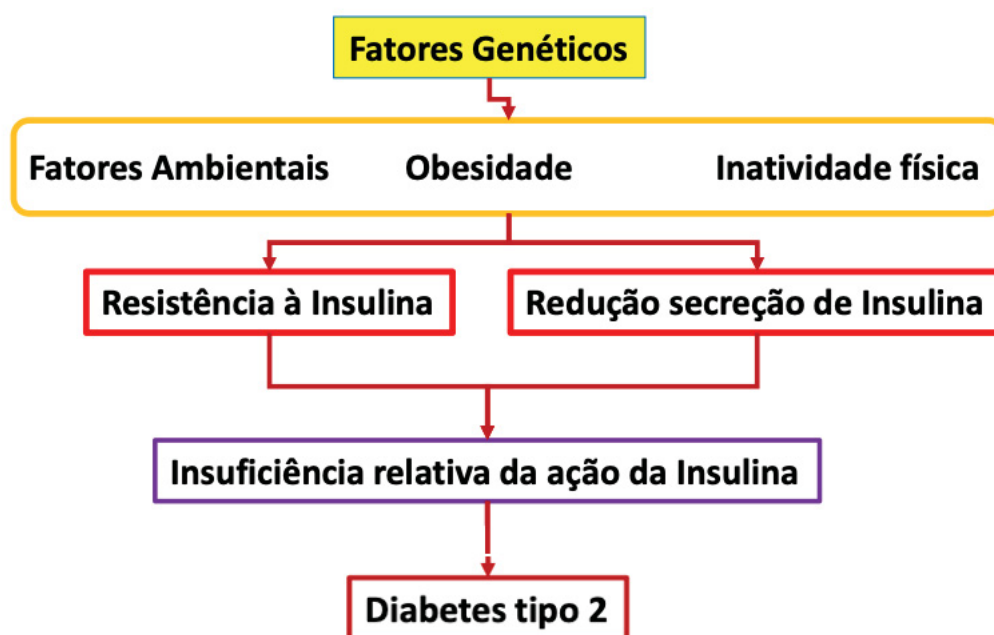 Fatores Genéticos
Fatores Ambientais Obesidade Inatividade física
Resistência à Insulina Redução secreção de Insulina
Insuficiência relativa da ação da Insulina
Diabetes tipo 2